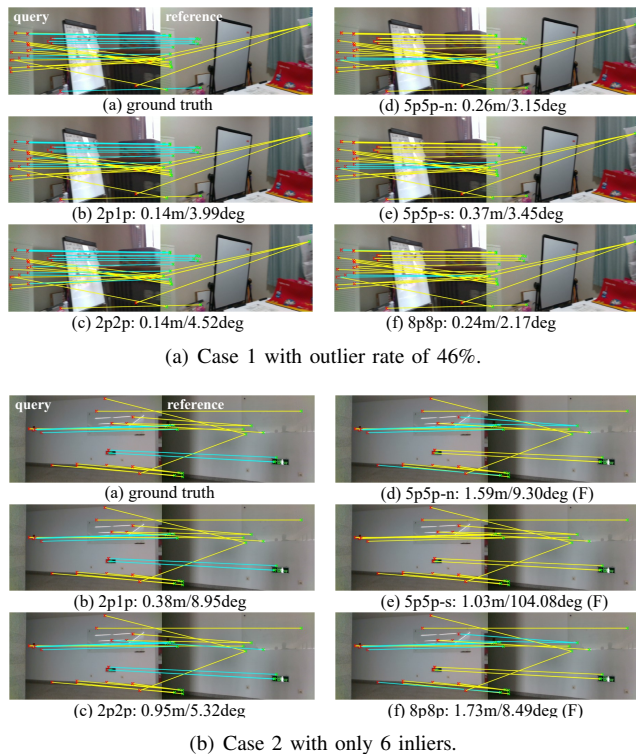 query reference
(a) ground truth
(d) 5p5p-n: 0.26m/3.15deg
(b) 2p1p: 0.14m/3.99deg
(e) 5p5p-s: 0.37m/3.45deg
(c) 2p2p: 0.14m/4.52deg
(f) 8p8p: 0.24m/2.17deg
(a) Case 1 with outlier rate of 46%.
query reference
(a) ground truth
(d) 5p5p-n: 1.59m/9.30deg (F)
(b) 2p1p: 0.38m/8.95deg
(e) 5p5p-s: 1.03m/104.08deg (F)
(c) 2p2p: 0.95m/5.32deg
(f) 8p8p: 1.73m/8.49deg (F)
(b) Case 2 with only 6 inliers.